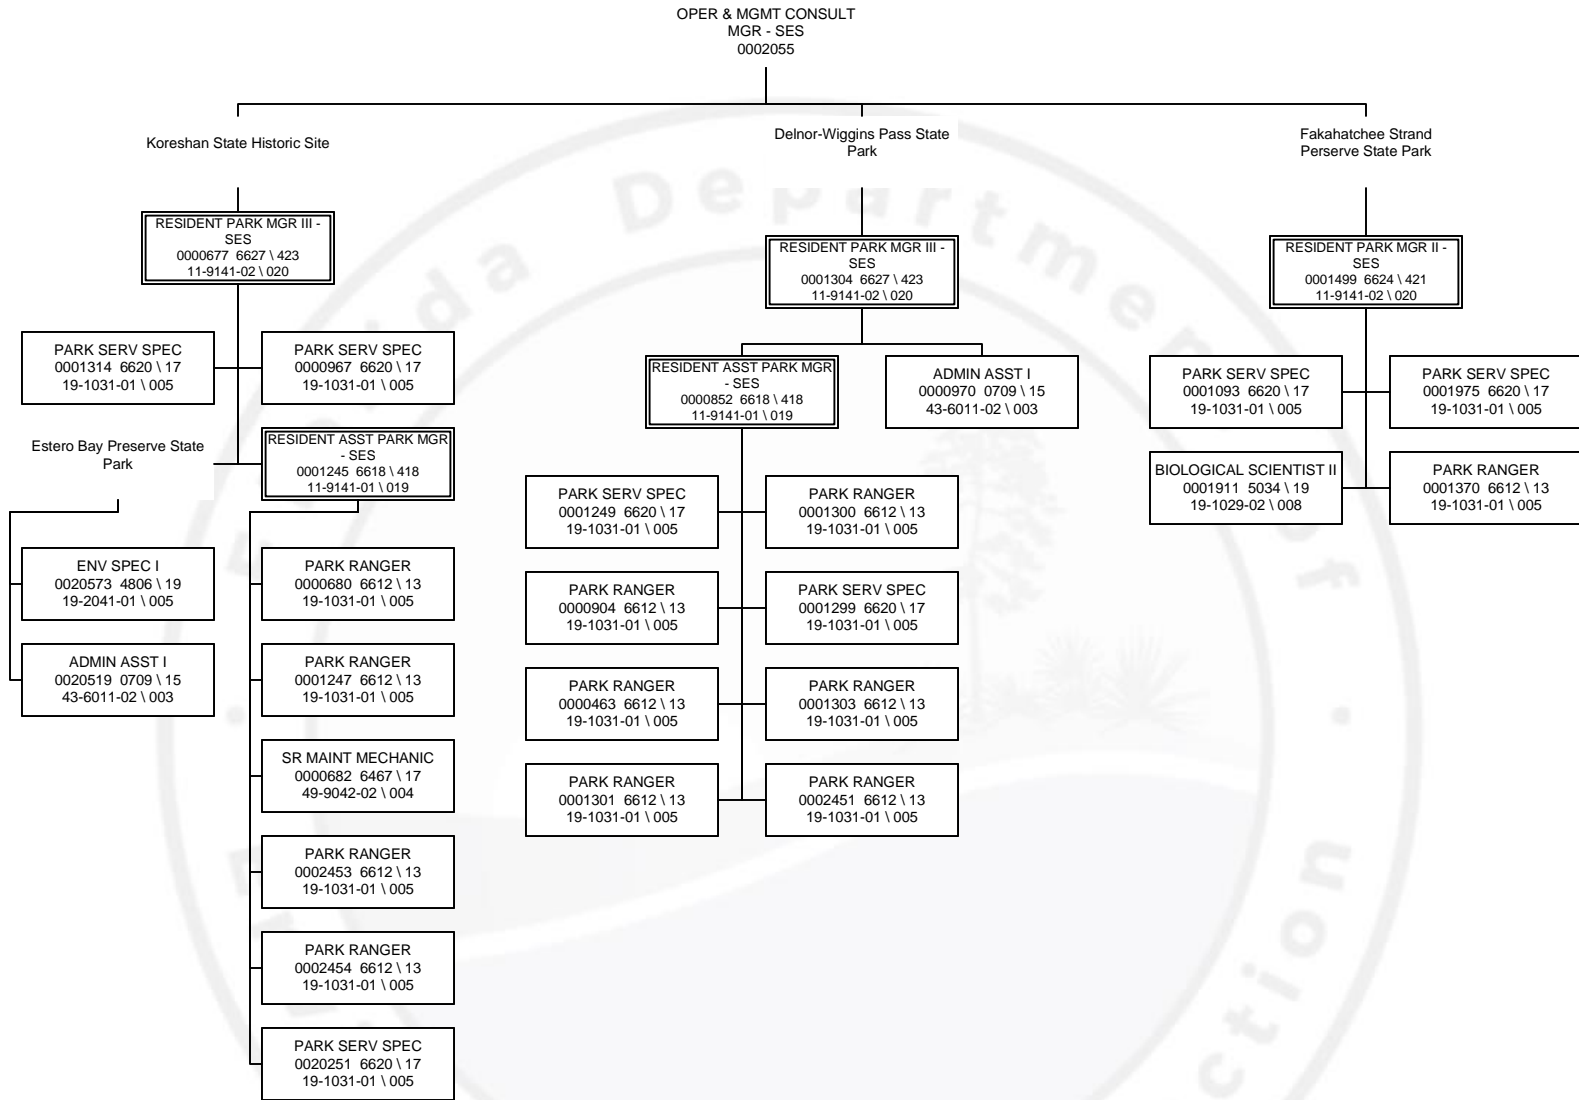 OPER & MGMT CONSULT
MGR - SES
0002055
Koreshan State Historic Site
RESIDENT PARK MGR III -
SES
0000677 6627 \ 423
11-9141-02 \ 020
PARK SERV SPEC
0001314 6620 \ 17
19-1031-01 \ 005
PARK SERV SPEC
0000967 6620 \ 17
19-1031-01 \ 005
Estero Bay Preserve State
Park
ENV SPEC I
0020573 4806 \ 19
19-2041-01 \ 005
ADMIN ASST I
0020519 0709 \ 15
43-6011-02 \ 003
RESIDENT ASST PARK MGR
- SES
0001245 6618 \ 418
11-9141-01 \ 019
PARK RANGER
0000680 6612 \ 13
19-1031-01 \ 005
PARK RANGER
0001247 6612 \ 13
19-1031-01 \ 005
SR MAINT MECHANIC
0000682 6467 \ 17
49-9042-02 \ 004
PARK RANGER
0002453 6612 \ 13
19-1031-01 \ 005
PARK RANGER
0002454 6612 \ 13
19-1031-01 \ 005
PARK SERV SPEC
0020251 6620 \ 17
19-1031-01 \ 005
Delnor-Wiggins Pass State
Park
RESIDENT PARK MGR III -
SES
0001304 6627 \ 423
11-9141-02 \ 020
RESIDENT ASST PARK MGR
- SES
0000852 6618 \ 418
11-9141-01 \ 019
ADMIN ASST I
0000970 0709 \ 15
43-6011-02 \ 003
PARK SERV SPEC
0001249 6620 \ 17
19-1031-01 \ 005
PARK RANGER
0001300 6612 \ 13
19-1031-01 \ 005
PARK RANGER
0000904 6612 \ 13
19-1031-01 \ 005
PARK SERV SPEC
0001299 6620 \ 17
19-1031-01 \ 005
PARK RANGER
0000463 6612 \ 13
19-1031-01 \ 005
PARK RANGER
0001303 6612 \ 13
19-1031-01 \ 005
PARK RANGER
0001301 6612 \ 13
19-1031-01 \ 005
PARK RANGER
0002451 6612 \ 13
19-1031-01 \ 005
Fakahatchee Strand
Perserve State Park
RESIDENT PARK MGR II -
SES
0001499 6624 \ 421
11-9141-02 \ 020
PARK SERV SPEC
0001093 6620 \ 17
19-1031-01 \ 005
PARK SERV SPEC
0001975 6620 \ 17
19-1031-01 \ 005
BIOLOGICAL SCIENTIST II
0001911 5034 \ 19
19-1029-02 \ 008
PARK RANGER
0001370 6612 \ 13
19-1031-01 \ 005
Department of